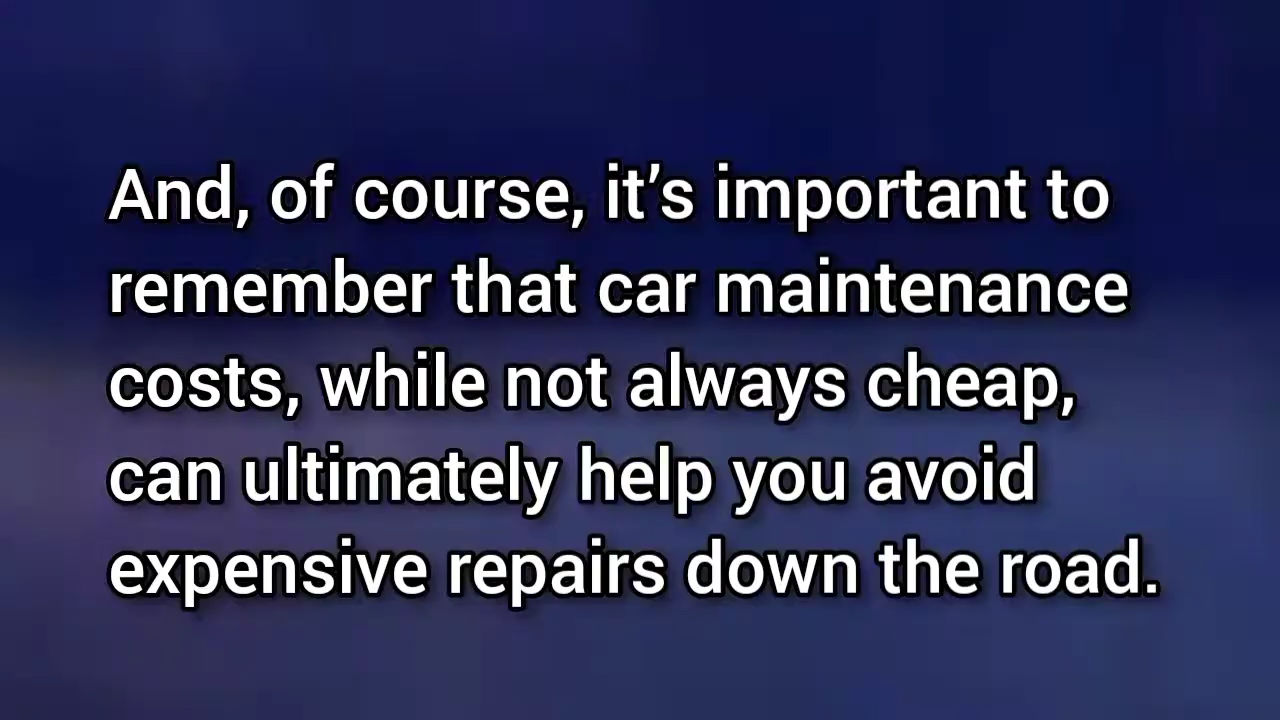 And, of course, it’s important to
remember that car maintenance
costs, while not always cheap,
can ultimately help you avoid
expensive repairs down the road.